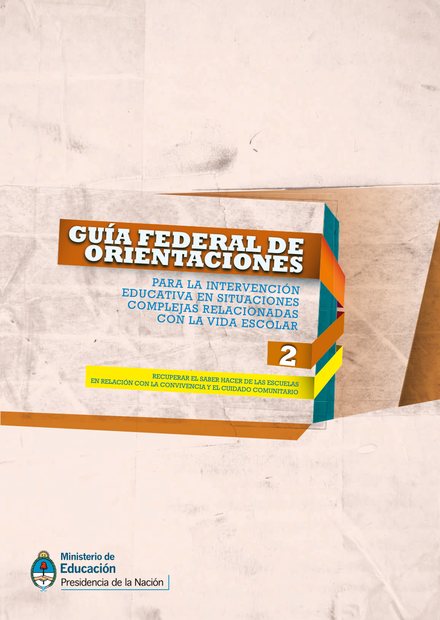 GUÍA FEDERAL DE
ORIENTACIONES
PARA LA INTERVENCIÓN
EDUCATIVA EN SITUACIONES
COMPLEJAS RELACIONADAS
CON LA VIDA ESCOLAR
2
RECUPERAR EL SABER HACER DE LAS ESCUELAS
EN RELACIÓN CON LA CONVIVENCIA Y EL CUIDADO COMUNITARIO
Ministerio de
Educación
Presidencia de la Nación